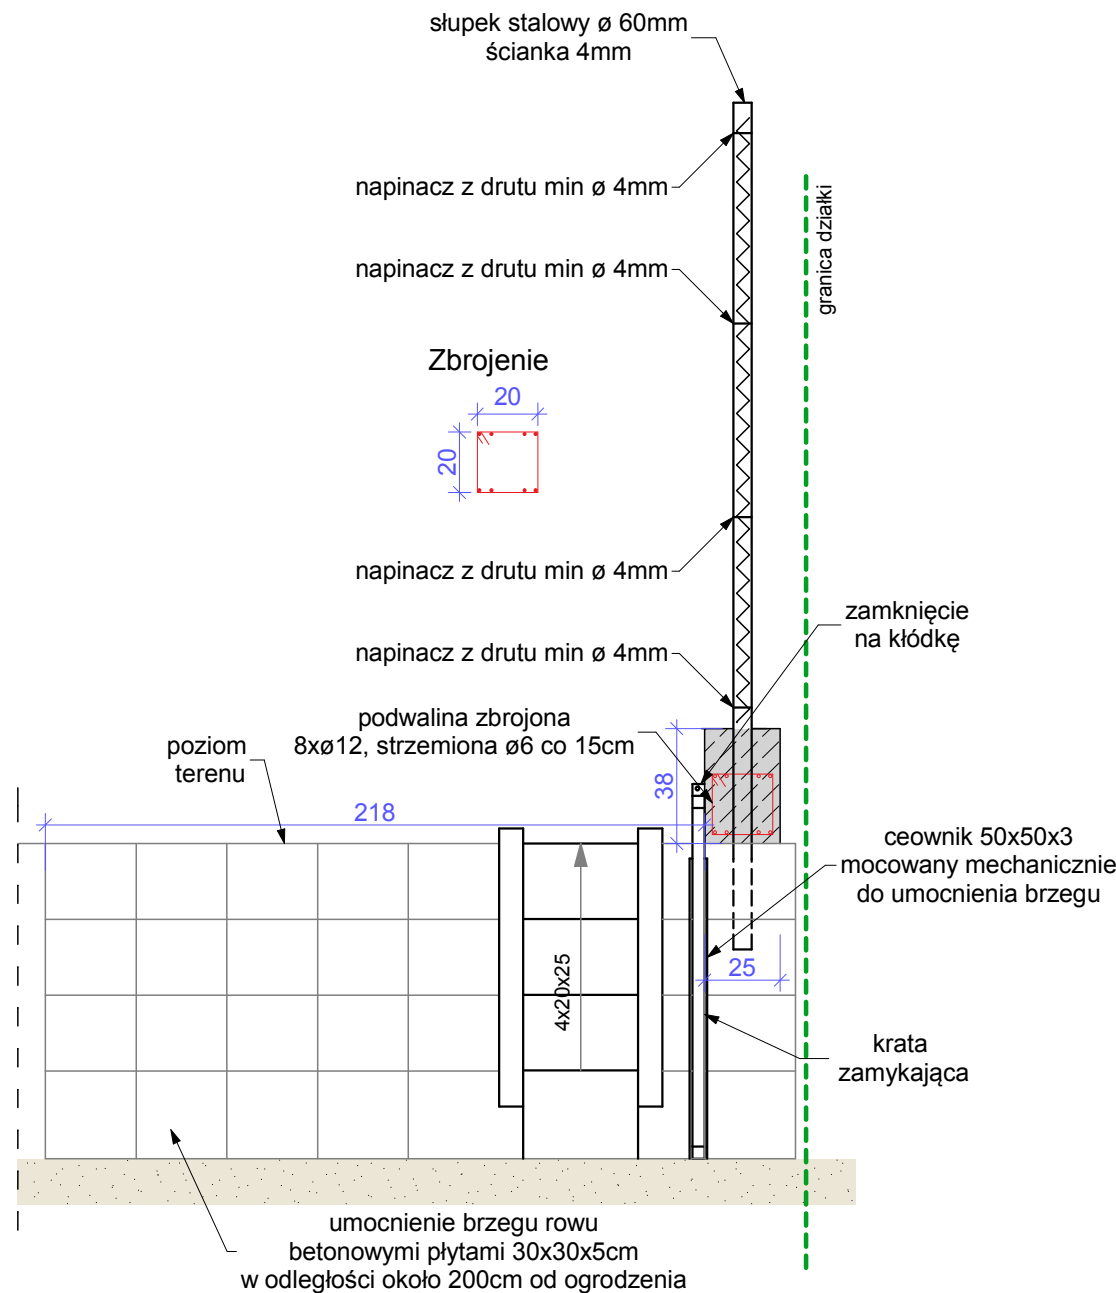 słupek stalowy ø 60mm
ścianka 4mm
napinacz z drutu min ø 4mm
granica działki
napinacz z drutu min ø 4mm
Zbrojenie
20
20
napinacz z drutu min ø 4mm
zamknięcie
na kłódkę
napinacz z drutu min ø 4mm
podwalina zbrojona
8xø12, strzemiona ø6 co 15cm
poziom
terenu
38
218
ceownik 50x50x3
mocowany mechanicznie
do umocnienia brzegu
25
4x20x25
krata
zamykająca
umocnienie brzegu rowu
betonowymi płytami 30x30x5cm
w odległości około 200cm od ogrodzenia